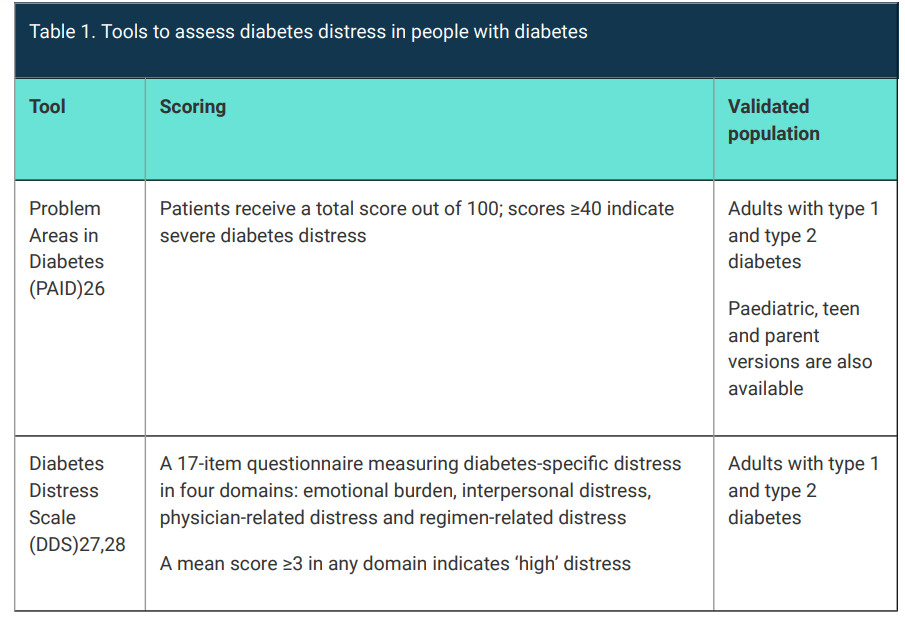 Table 1. Tools to assess diabetes distress in people with diabetes
Tool
Scoring
Validated
population
Problem
Areas in
Diabetes
(PAID)26
Patients receive a total score out of 100; scores ≥40 indicate
severe diabetes distress
Adults with type 1
and type 2
diabetes
Paediatric, teen
and parent
versions are also
available
Diabetes
Distress
Scale
(DDS)27,28
A 17-item questionnaire measuring diabetes-specific distress
in four domains: emotional burden, interpersonal distress,
physician-related distress and regimen-related distress
A mean score ≥3 in any domain indicates ‘high’ distress
Adults with type 1
and type 2
diabetes